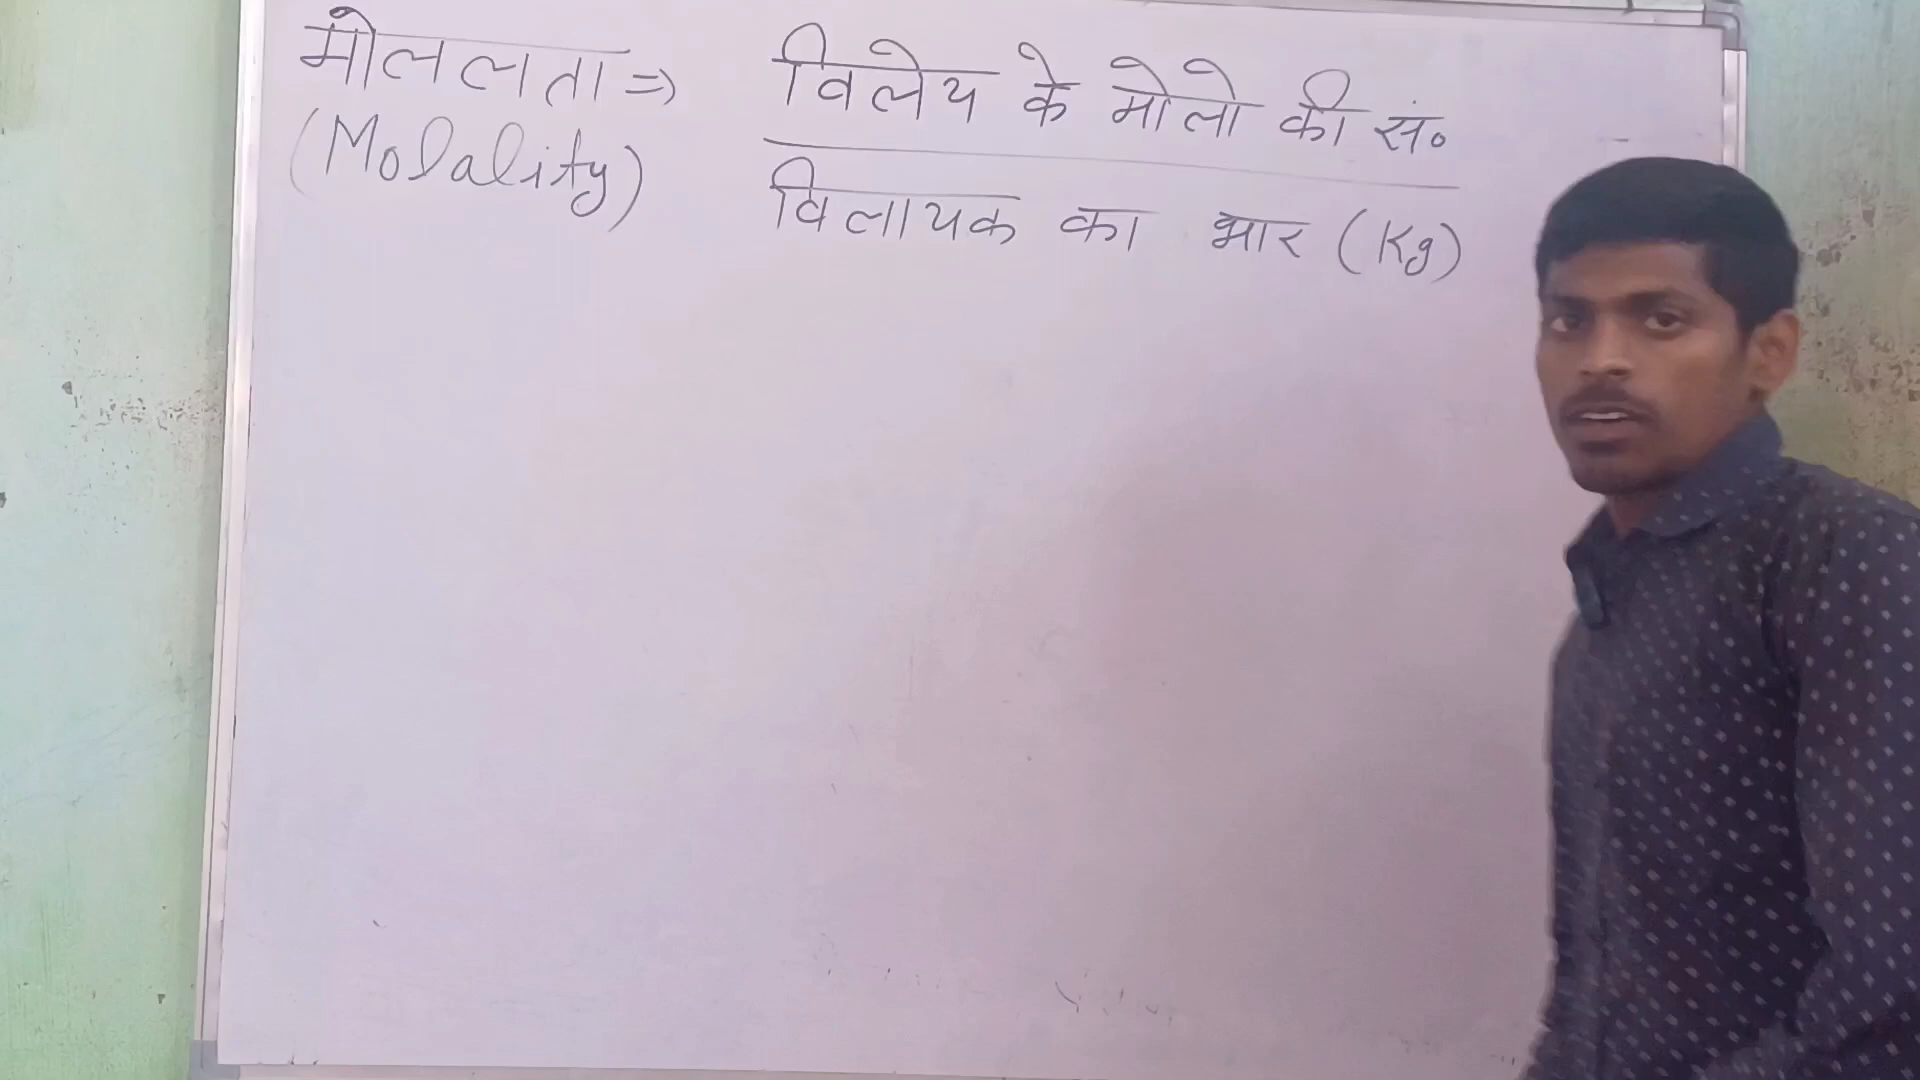 मोललता => विलेय के मोलो की सं०
(Molality) विलायक का भार (Kg)